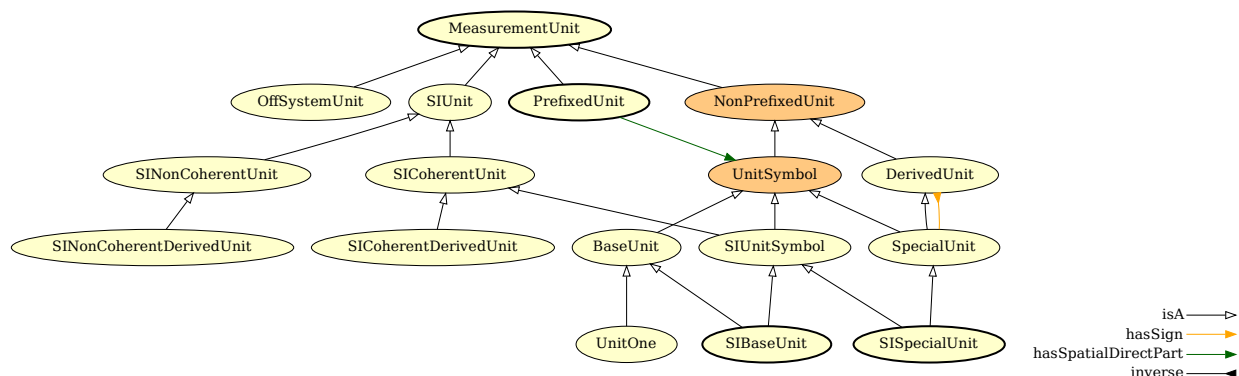 MeasurementUnit
OffSystemUnit
SIUnit
PrefixedUnit
NonPrefixedUnit
SINonCoherentUnit
SICoherentUnit
UnitSymbol
DerivedUnit
SINonCoherentDerivedUnit
SICoherentDerivedUnit
BaseUnit
SIUnitSymbol
SpecialUnit
UnitOne
SIBaseUnit
SISpecialUnit
isA
hasSign
hasSpatialDirectPart
inverse